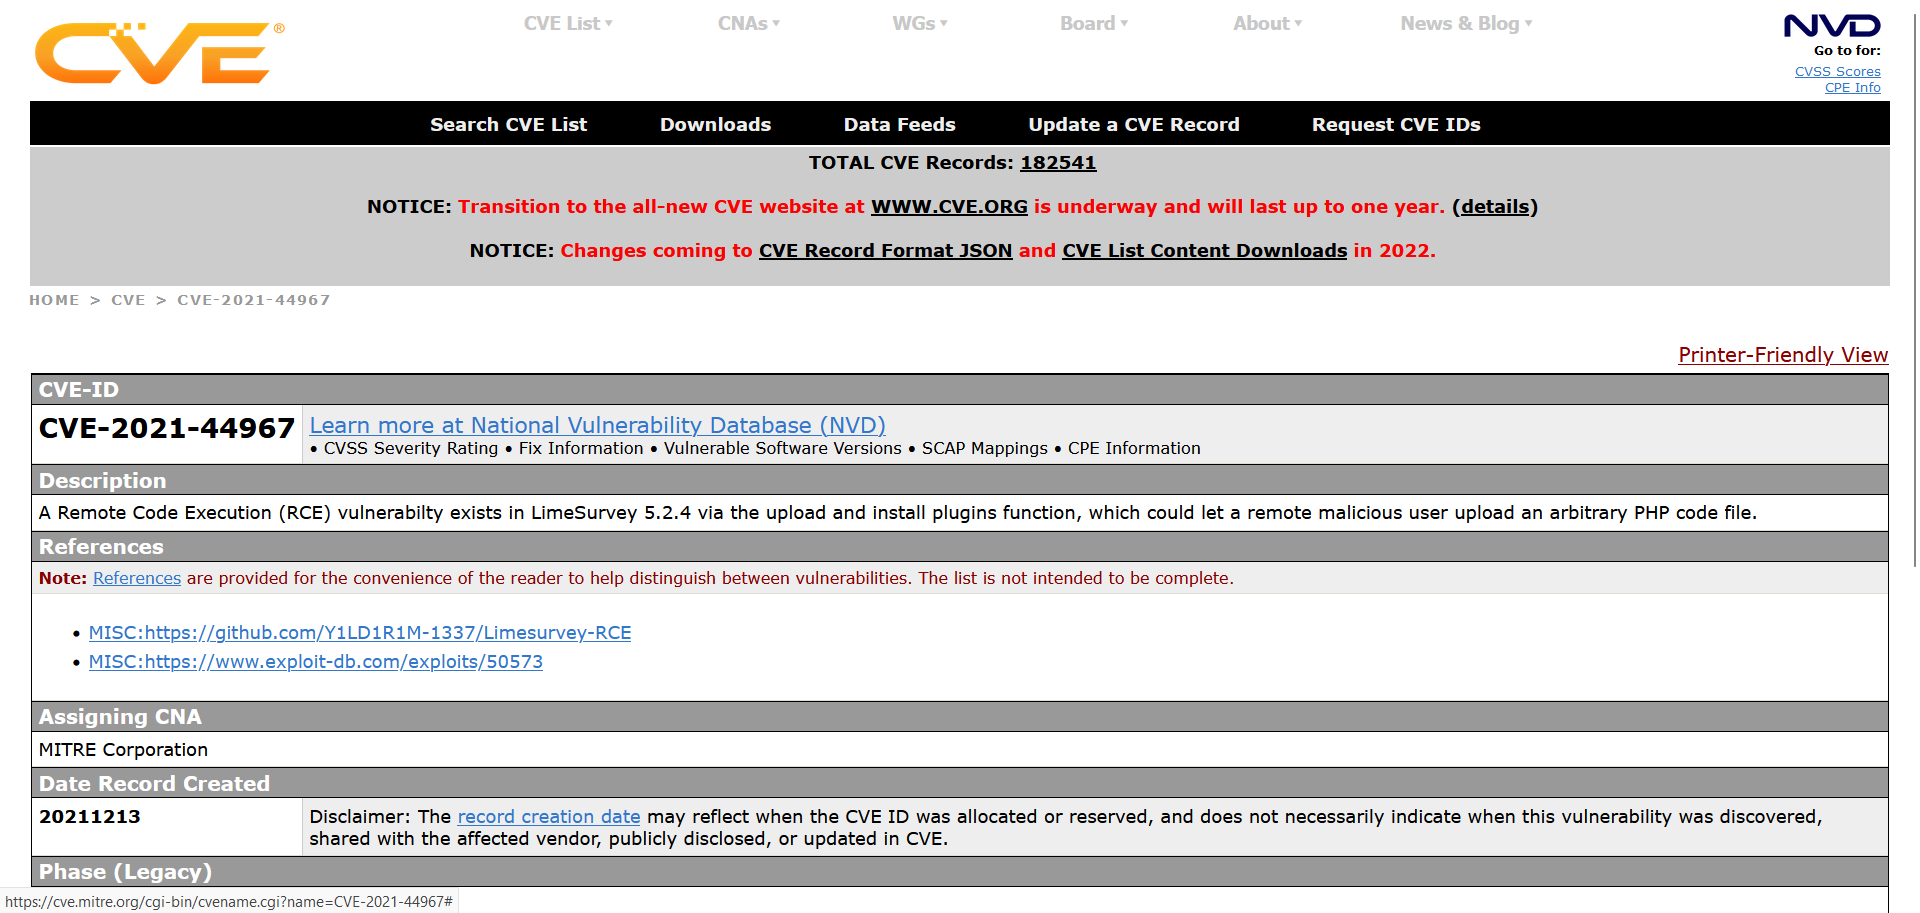 CVE®
CVE List▾ CNAs▾ WGs▾ Board▾ About▾ News & Blog▾
NVD
Go to for:
CVSS Scores
CPE Info
Search CVE List Downloads Data Feeds Update a CVE Record Request CVE IDs
TOTAL CVE Records: 182541
NOTICE: Transition to the all-new CVE website at WWW.CVE.ORG is underway and will last up to one year. (details)
NOTICE: Changes coming to CVE Record Format JSON and CVE List Content Downloads in 2022.
HOME > CVE > CVE-2021-44967
Printer-Friendly View
CVE-ID
CVE-2021-44967 Learn more at National Vulnerability Database (NVD)
• CVSS Severity Rating • Fix Information • Vulnerable Software Versions • SCAP Mappings • CPE Information
Description
A Remote Code Execution (RCE) vulnerabilty exists in LimeSurvey 5.2.4 via the upload and install plugins function, which could let a remote malicious user upload an arbitrary PHP code file.
References
Note: References are provided for the convenience of the reader to help distinguish between vulnerabilities. The list is not intended to be complete.
• MISC:https://github.com/Y1LD1R1M-1337/Limesurvey-RCE
• MISC:https://www.exploit-db.com/exploits/50573
Assigning CNA
MITRE Corporation
Date Record Created
20211213 Disclaimer: The record creation date may reflect when the CVE ID was allocated or reserved, and does not necessarily indicate when this vulnerability was discovered,
shared with the affected vendor, publicly disclosed, or updated in CVE.
Phase (Legacy)
https://cve.mitre.org/cgi-bin/cvename.cgi?name=CVE-2021-44967#